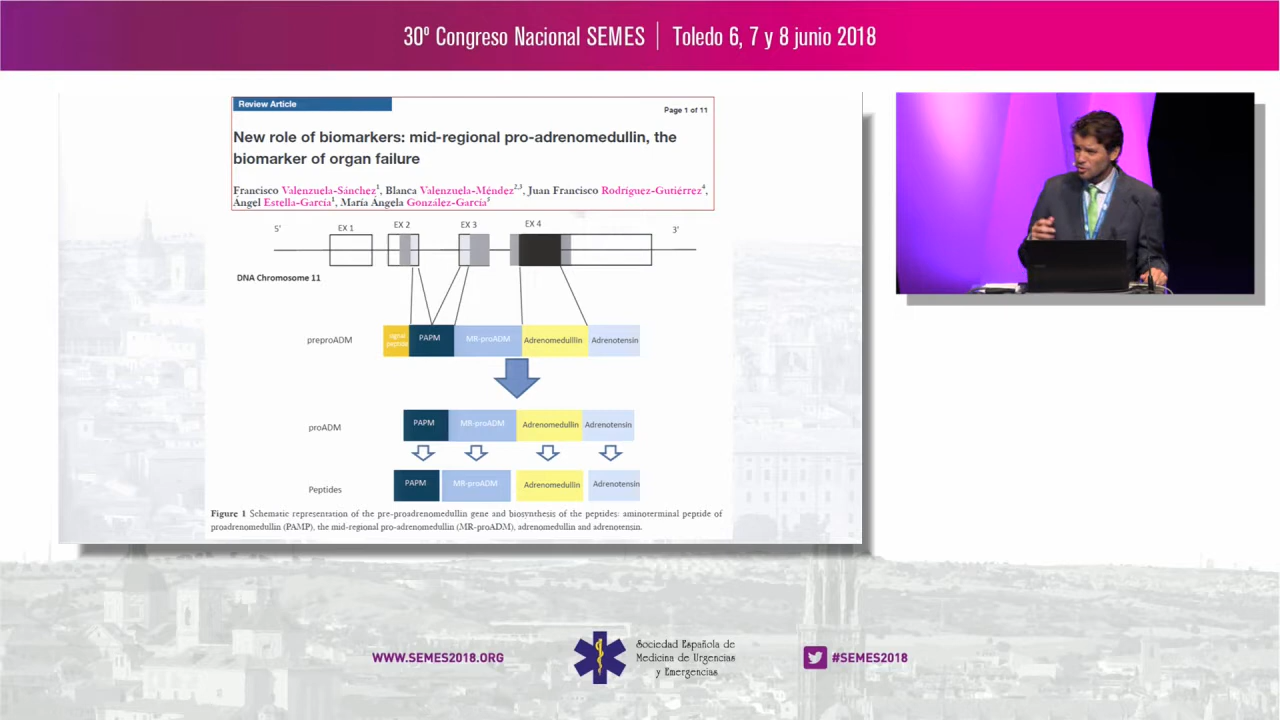 30º Congreso Nacional SEMES | Toledo 6, 7 y 8 junio 2018
Review Article
Page 1 of 11
New role of biomarkers: mid-regional pro-adrenomedullin, the
biomarker of organ failure
Francisco Valenzuela-Sánchez1, Blanca Valenzuela-Méndez2,3, Juan Francisco Rodríguez-Gutiérrez4,
Ángel Estella-García1, María Ángela González-García5
5' EX 1 EX 2 EX 3 EX 4 3'
DNA Chromosome 11
preproADM
signal
peptide
PAPM MR-proADM Adrenomedulllin Adrenotensin
proADM PAPM MR-proADM Adrenomedullin Adrenotensin
Peptides PAPM MR-proADM Adrenomedullin Adrenotensin
Figure 1 Schematic representation of the pre-proadrenomedullin gene and biosynthesis of the peptides: aminoterminal peptide of
proadrenomedullin (PAMP), the mid-regional pro-adrenomedullin (MR-proADM), adrenomedullin and adrenotensin.
WWW.SEMES2018.ORG
Sociedad Española de
Medicina de Urgencias
y Emergencias
#SEMES2018